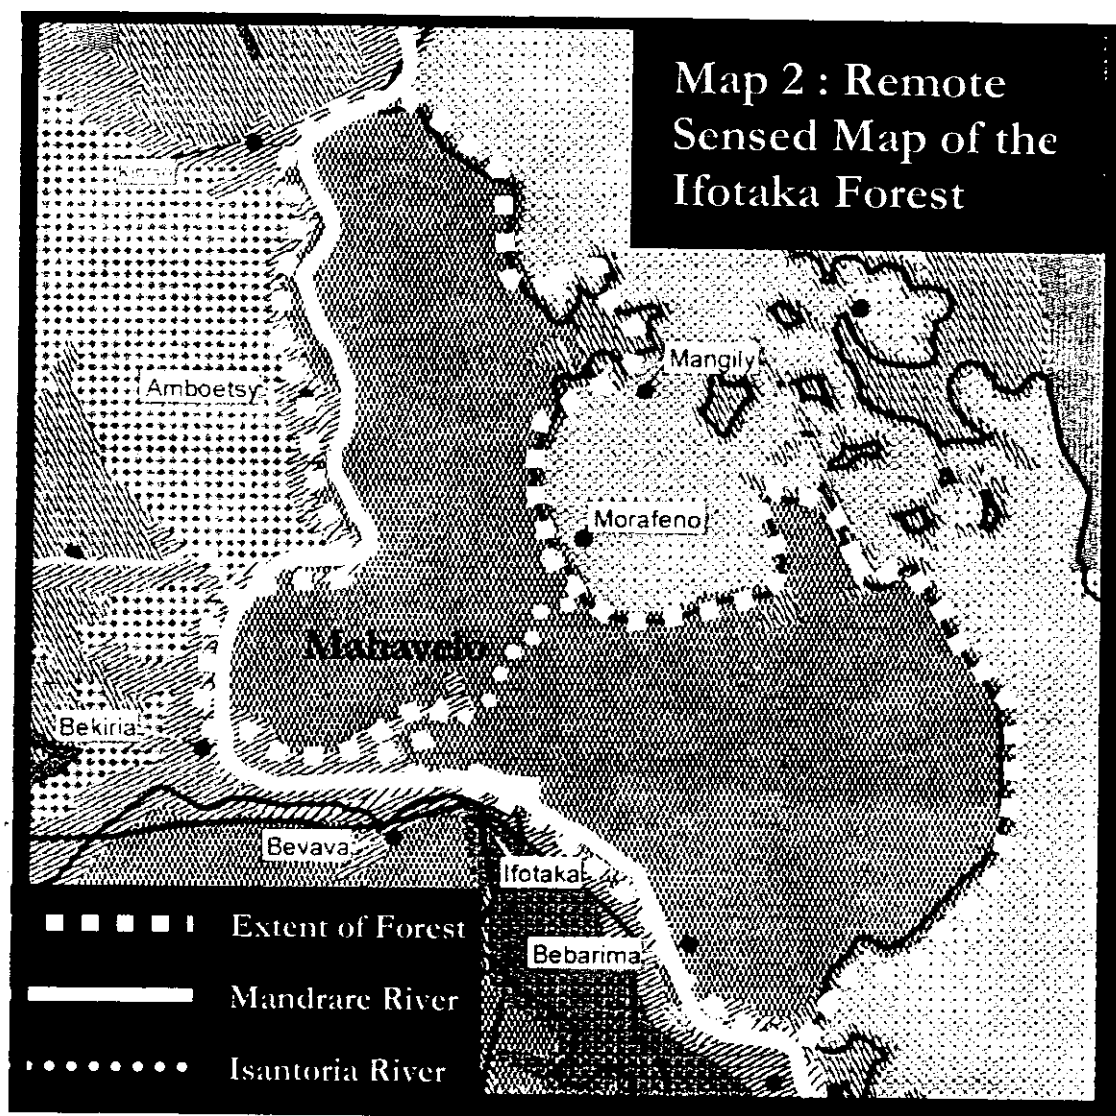 Map 2 : Remote
Sensed Map of the
Ifotaka Forest
Mangily
Amboetsy
Morafeno
Mahavelo
Bekiria
Bevava
Ifotaka
Bebarima
Extent of Forest
Mandrare River
Isantoria River